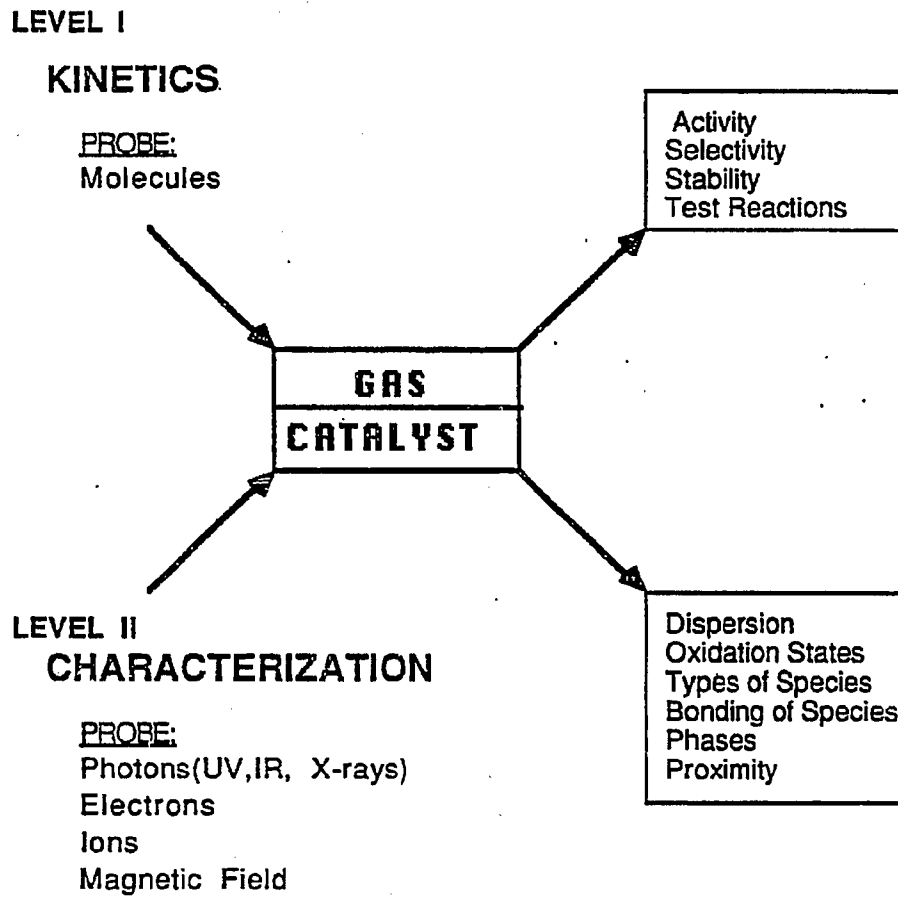 LEVEL I
KINETICS
PROBE:
Molecules
Activity
Selectivity
Stability
Test Reactions
GAS
CATALYST
LEVEL II
CHARACTERIZATION
PROBE:
Photons(UV,IR, X-rays)
Electrons
Ions
Magnetic Field
Dispersion
Oxidation States
Types of Species
Bonding of Species
Phases
Proximity